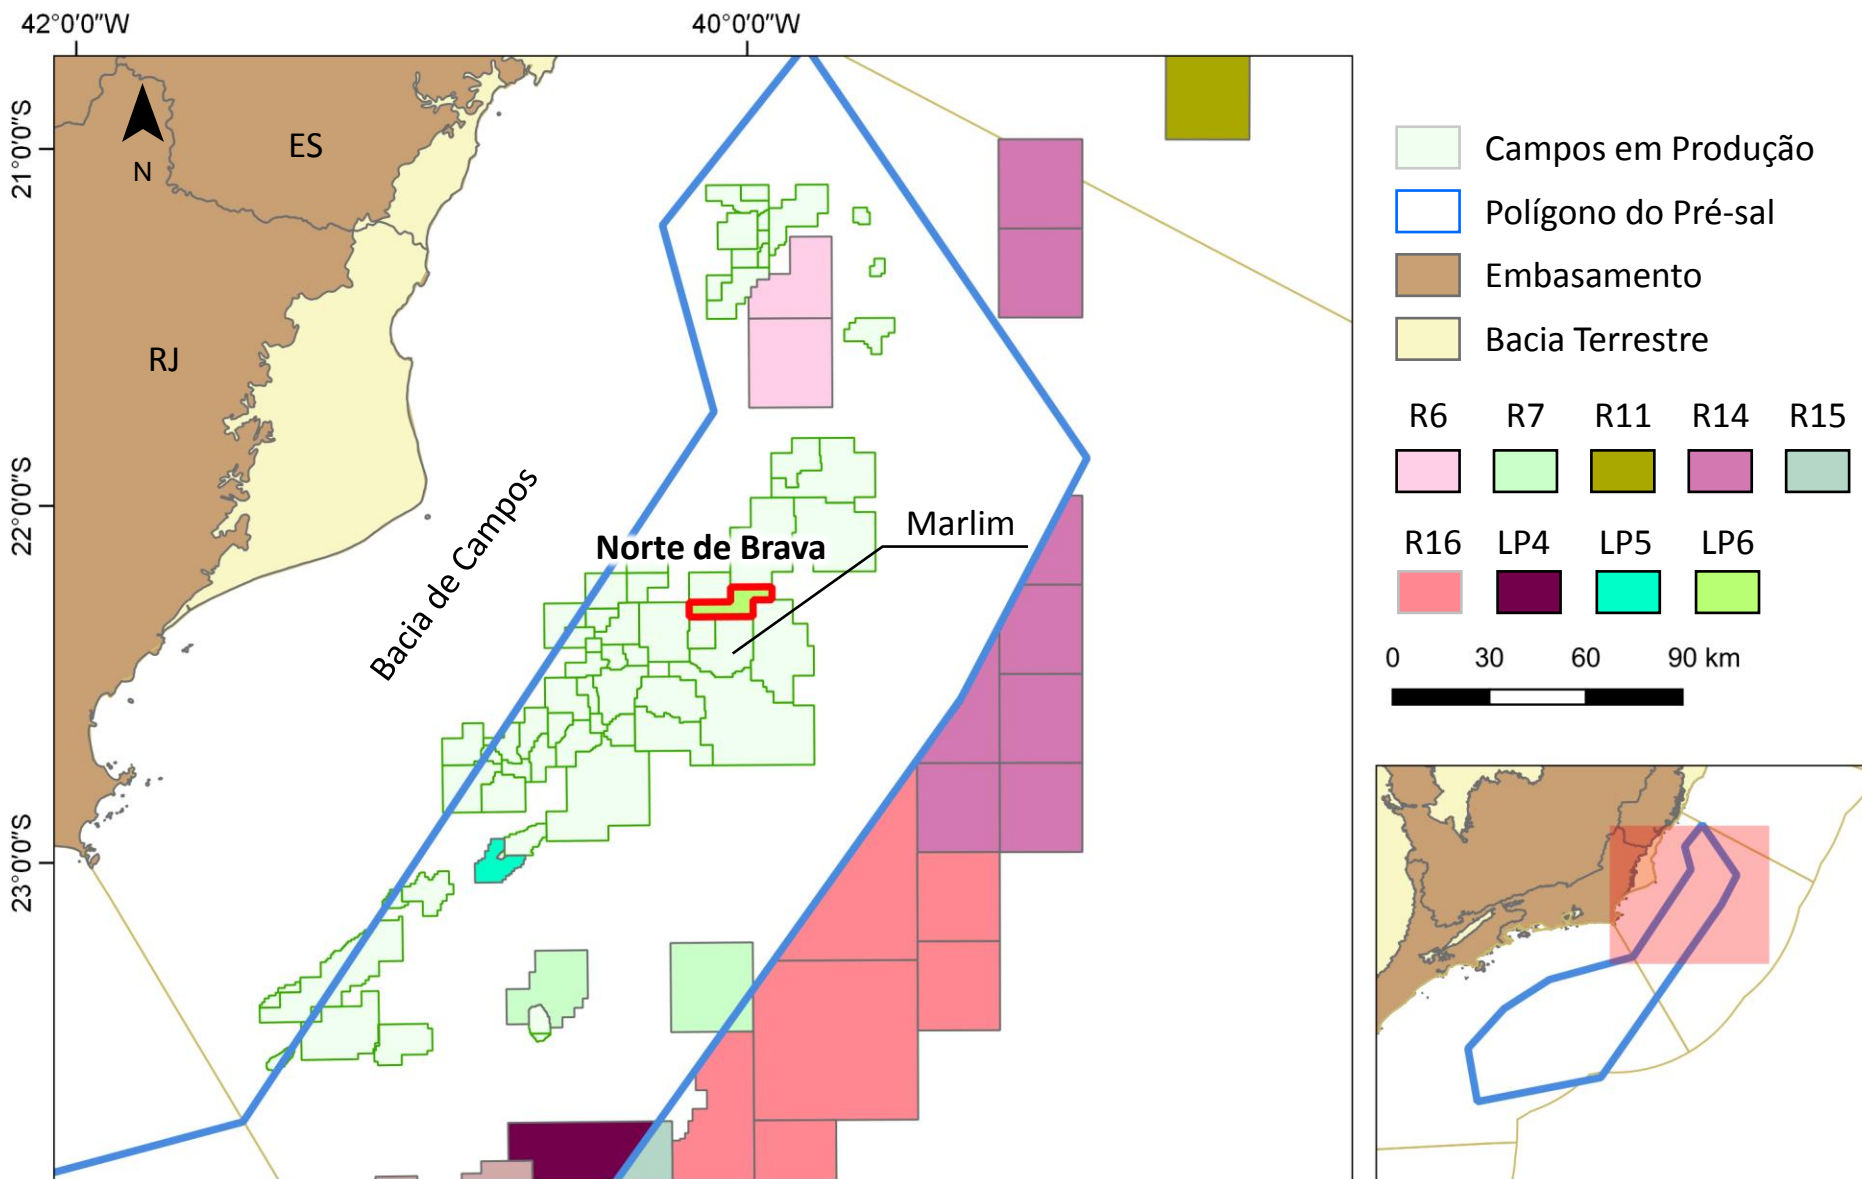 42°0'0"W
40°0'0"W
21°0'0"S
22°0'0"S
23°0'0"S
N
ES
RJ
Bacia de Campos
Norte de Brava
Marlim
Campos em Produção
Polígono do Pré-sal
Embasamento
Bacia Terrestre
R6 R7 R11 R14 R15
R16 LP4 LP5 LP6
0 30 60 90 km